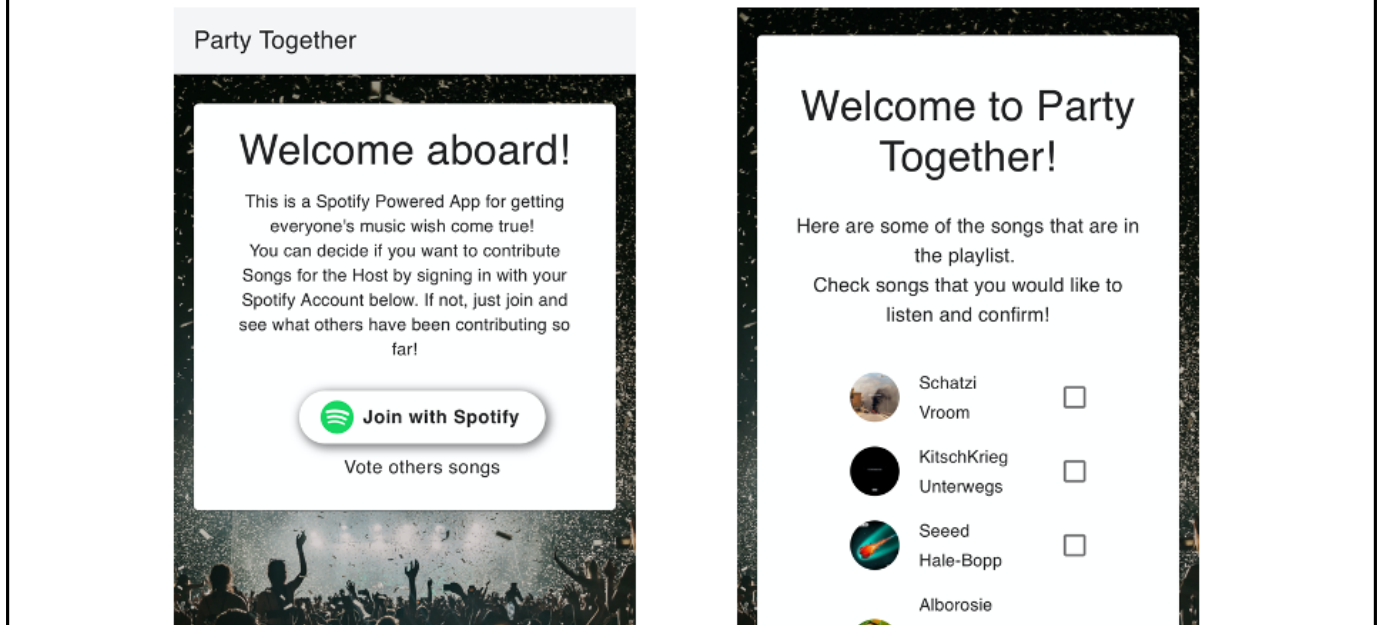 Party Together
Welcome aboard!
This is a Spotify Powered App for getting
everyone's music wish come true!
You can decide if you want to contribute
Songs for the Host by signing in with your
Spotify Account below. If not, just join and
see what others have been contributing so
far!
Join with Spotify
Vote others songs
Welcome to Party
Together!
Here are some of the songs that are in
the playlist.
Check songs that you would like to
listen and confirm!
Schatzi
Vroom
KitschKrieg
Unterwegs
Seeed
Hale-Bopp
Alborosie